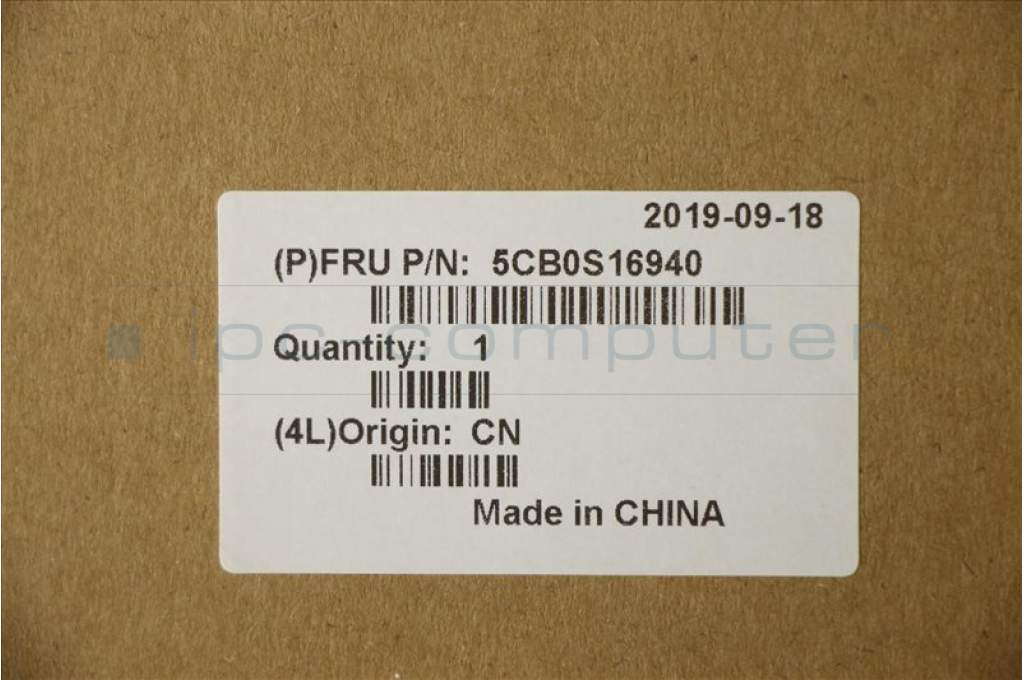 2019-09-18
(P)FRU P/N: 5CB0S16940
ipc-computer
Quantity: 1
(4L)Origin: CN
Made in CHINA